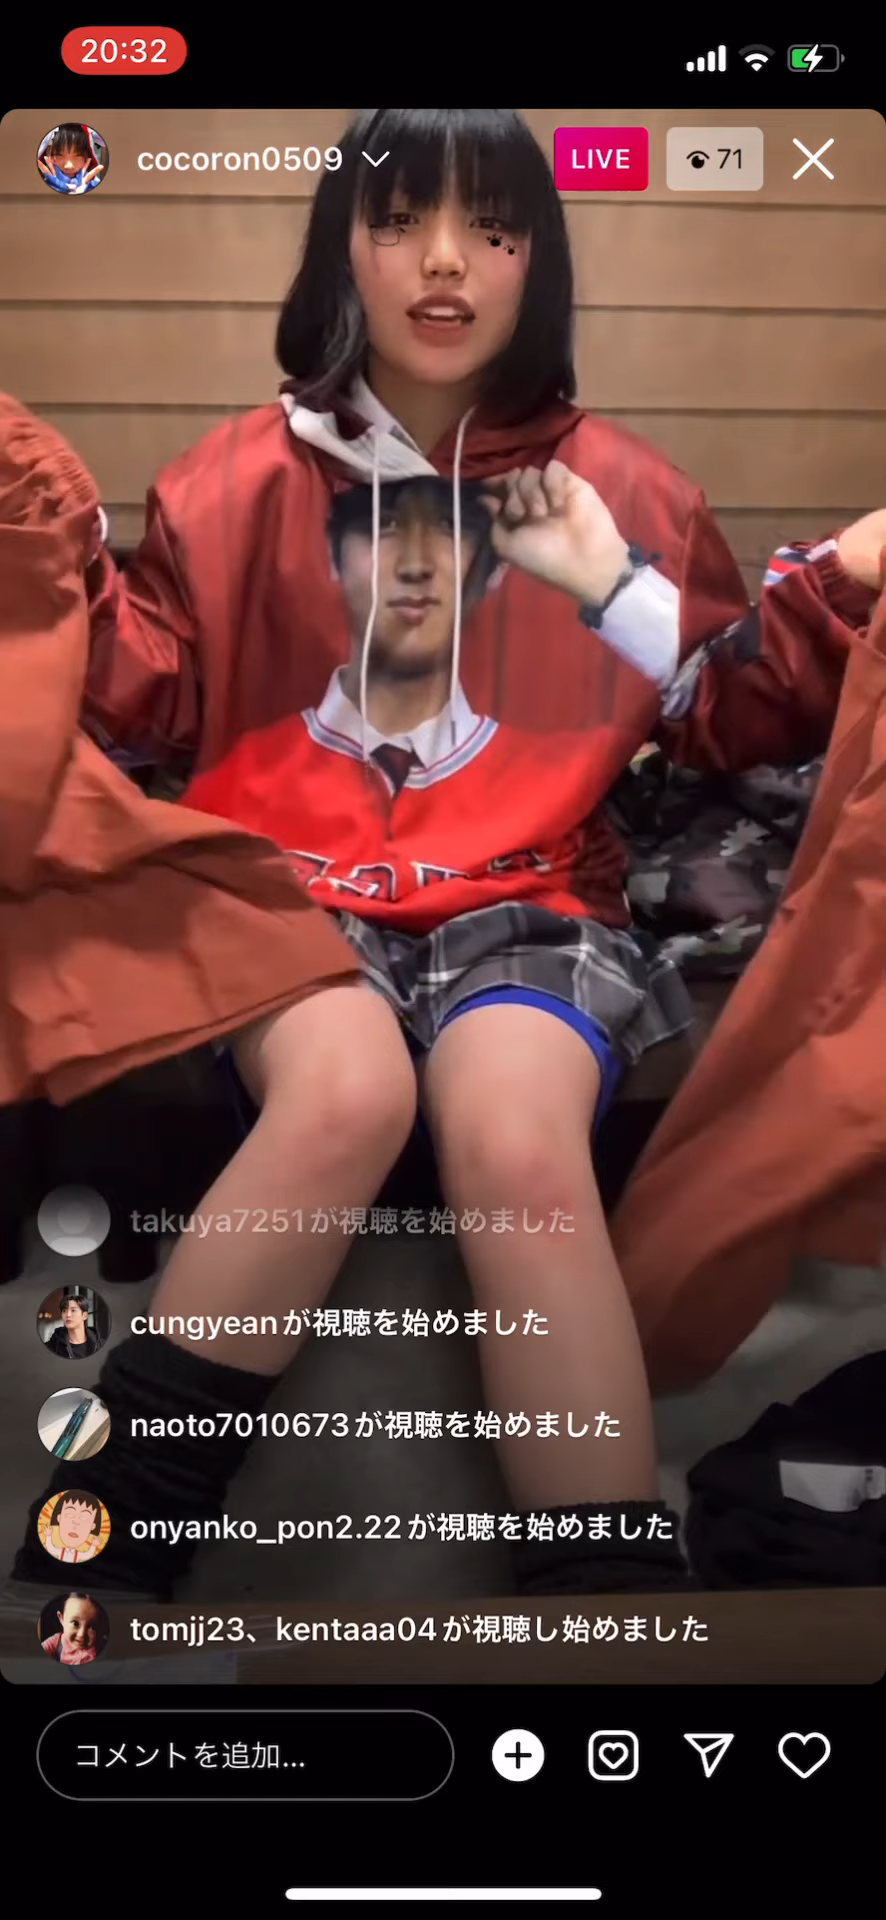 20:32
cocoron0509
LIVE
71
takuya7251が視聴を始めました
cungyeanが視聴を始めました
naoto7010673が視聴を始めました
onyanko_pon2.22が視聴を始めました
tomjj23、kentaaa04が視聴し始めました
コメントを追加...